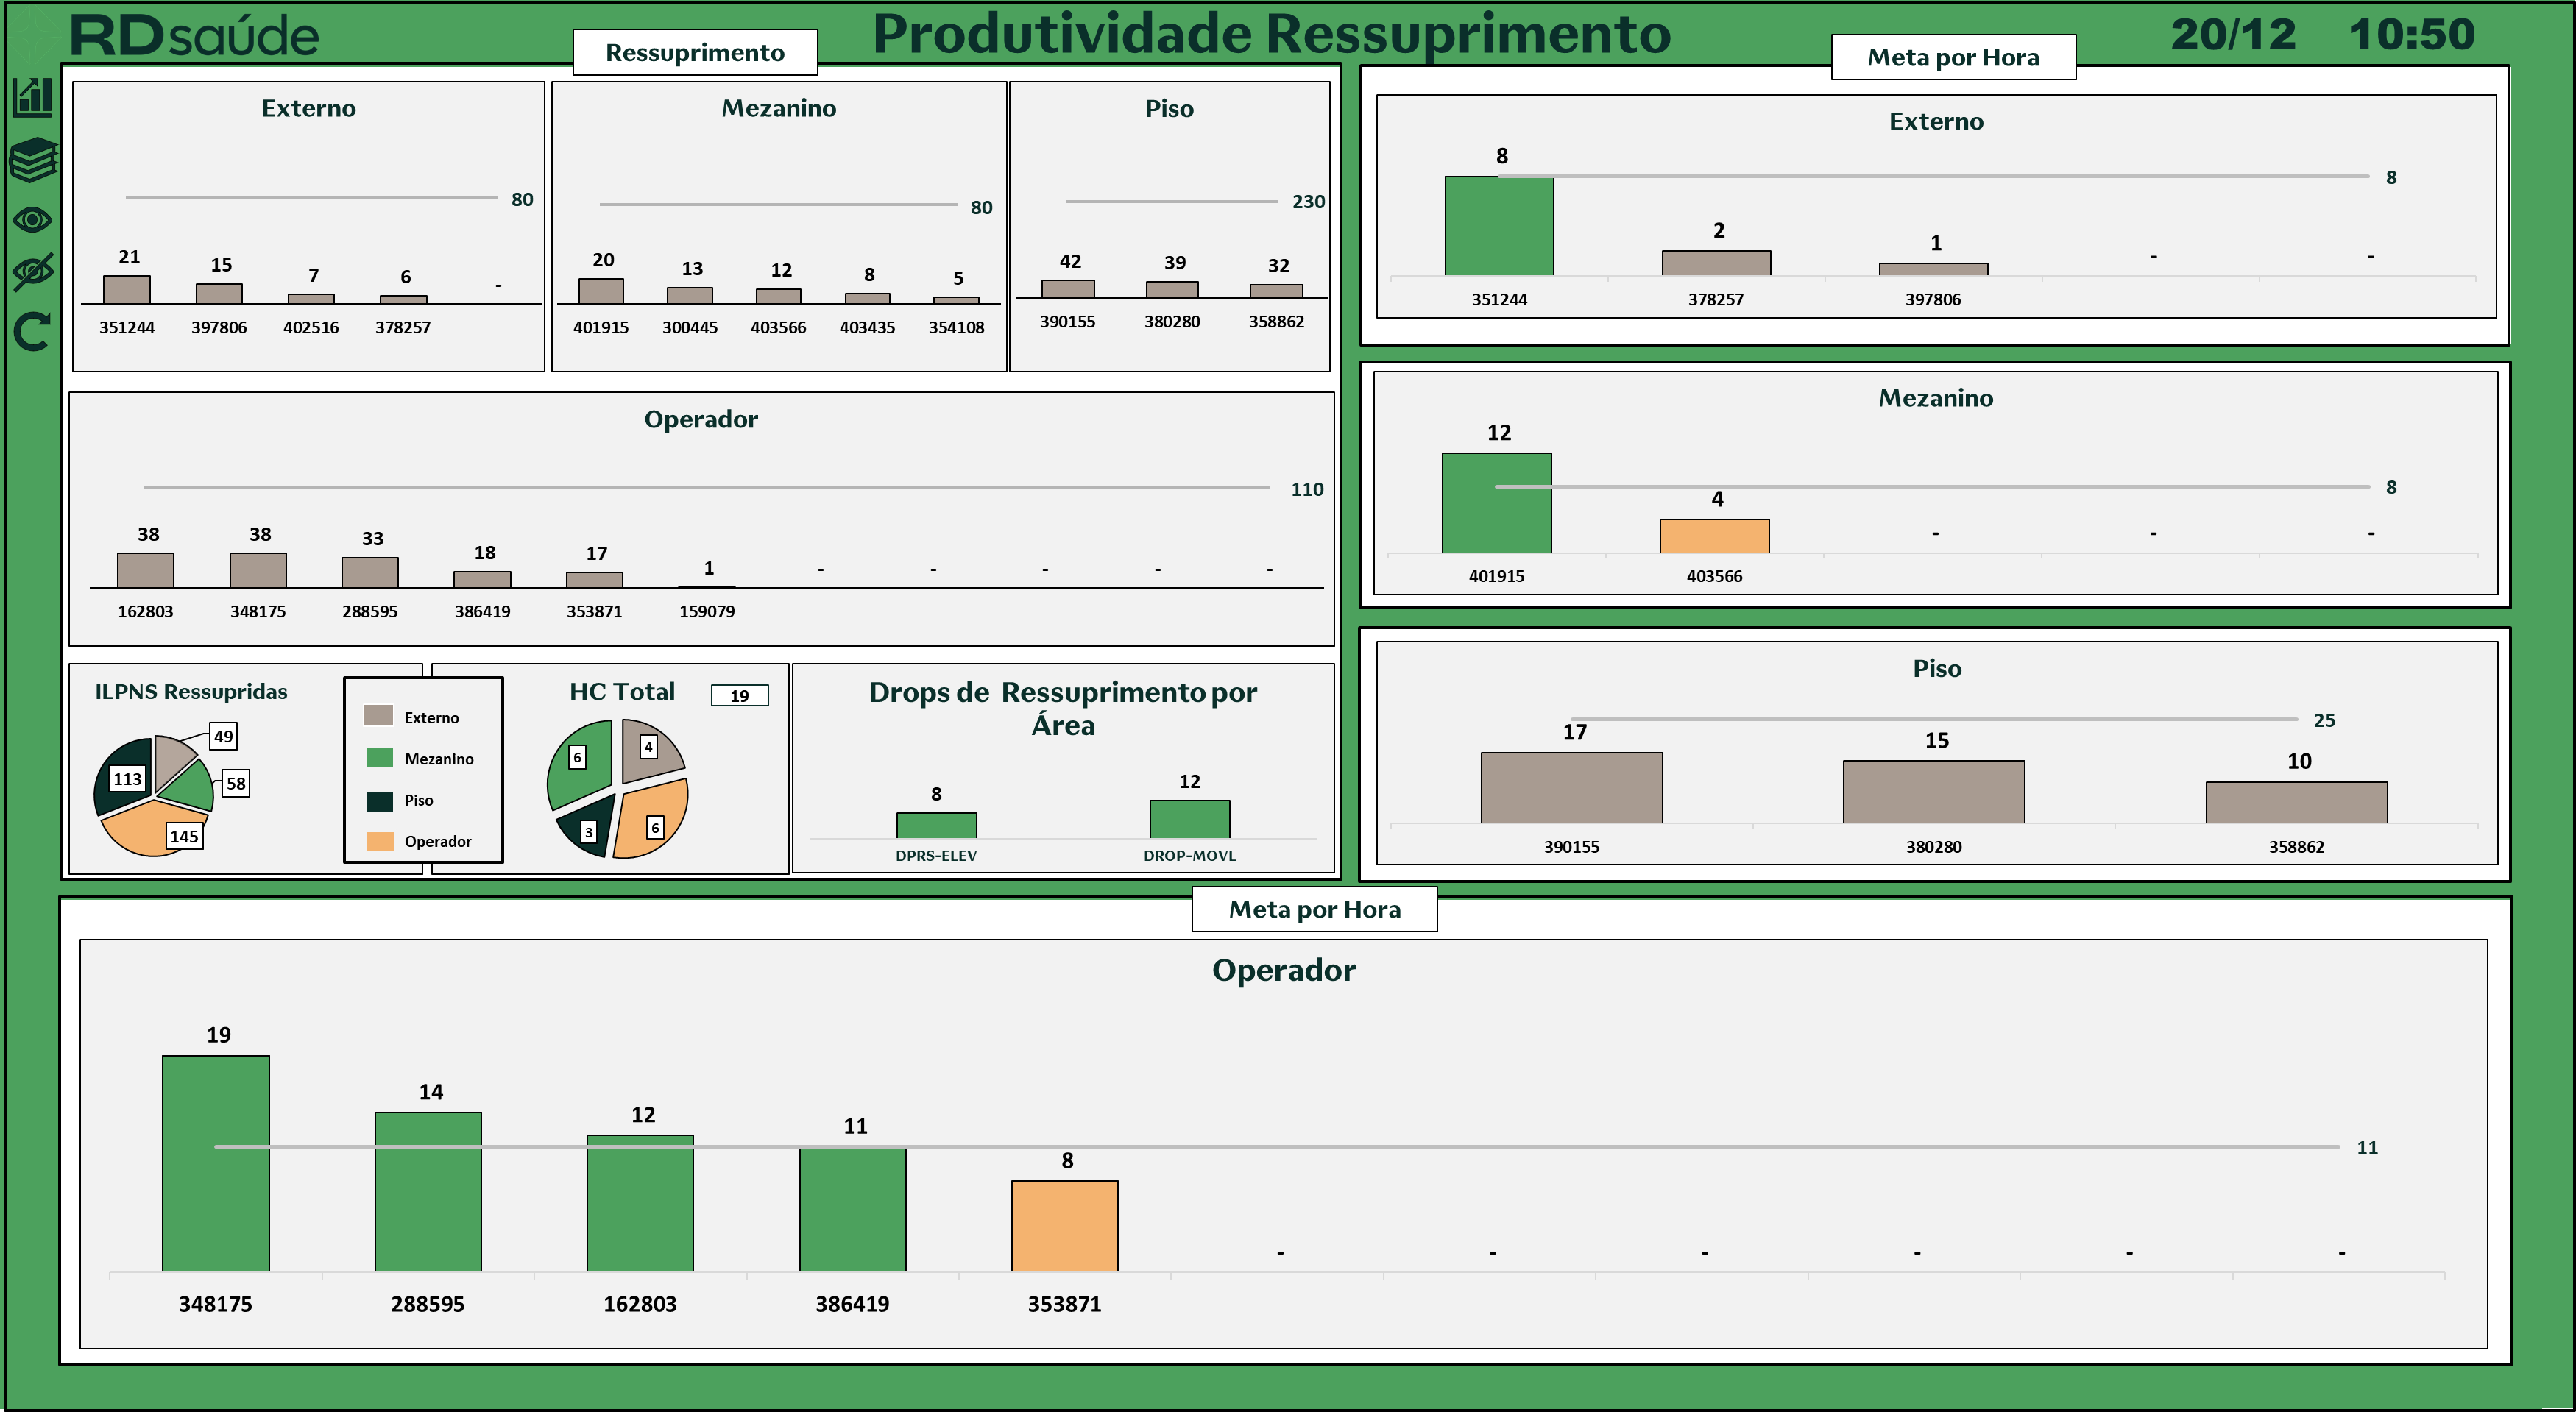 RDsaúde
Produtividade Ressuprimento
20/12 10:50
Ressuprimento
Externo
80
21 15 7 6 -
351244 397806 402516 378257
Mezanino
80
20 13 12 8 5
401915 300445 403566 403435 354108
Piso
230
42 39 32
390155 380280 358862
Operador
110
38 38 33 18 17 1 - - - - -
162803 348175 288595 386419 353871 159079
ILPNS Ressupridas
49
113
58
145
Externo
Mezanino
Piso
Operador
HC Total
19
6
4
3
6
Drops de Ressuprimento por
Área
8 12
DPRS-ELEV DROP-MOVL
Meta por Hora
Externo
8
8
2 1 - -
351244 378257 397806
Mezanino
12
8
4 - - -
401915 403566
Piso
25
17 15 10
390155 380280 358862
Meta por Hora
Operador
19 14 12 11 8 - - - - - -
11
348175 288595 162803 386419 353871